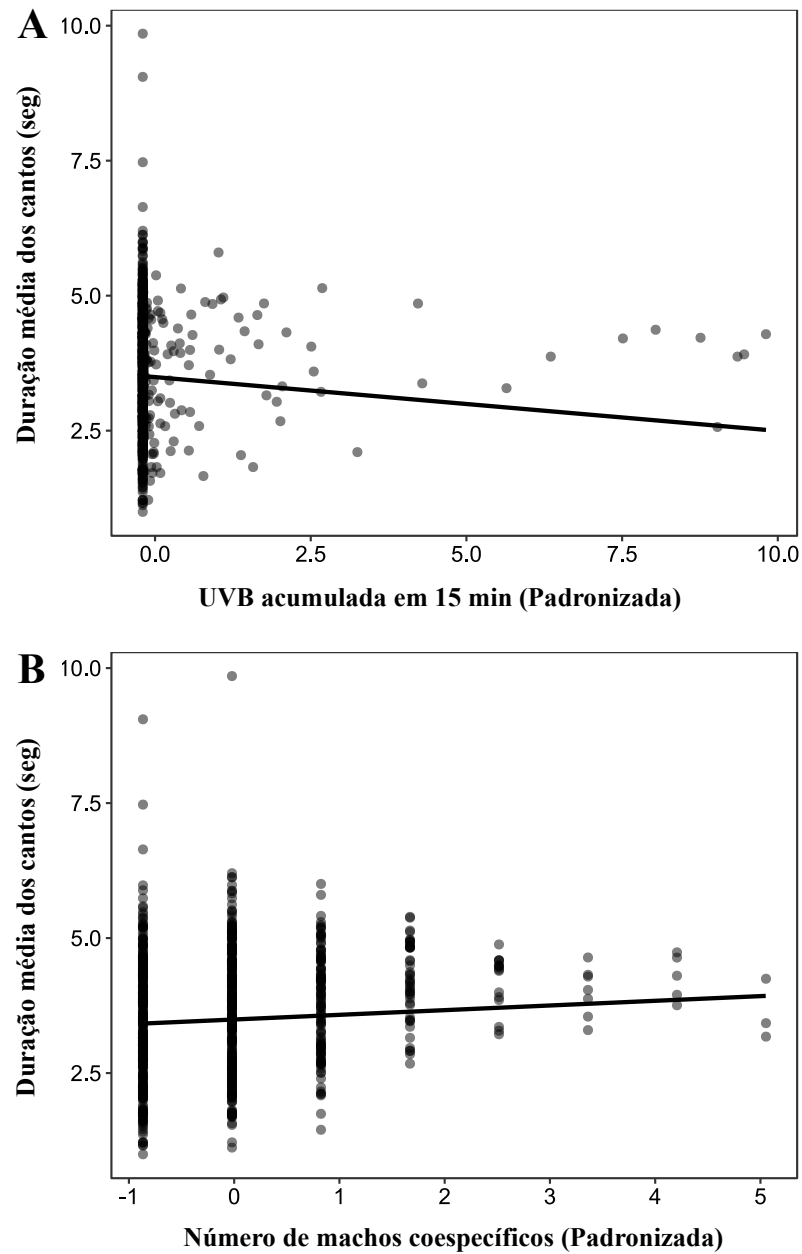 A
Duração média dos cantos (seg)
10.0
7.5
5.0
2.5
0.0 2.5 5.0 7.5 10.0
UVB acumulada em 15 min (Padronizada)
B
Duração média dos cantos (seg)
10.0
7.5
5.0
2.5
-1 0 1 2 3 4 5
Número de machos coespecíficos (Padronizada)